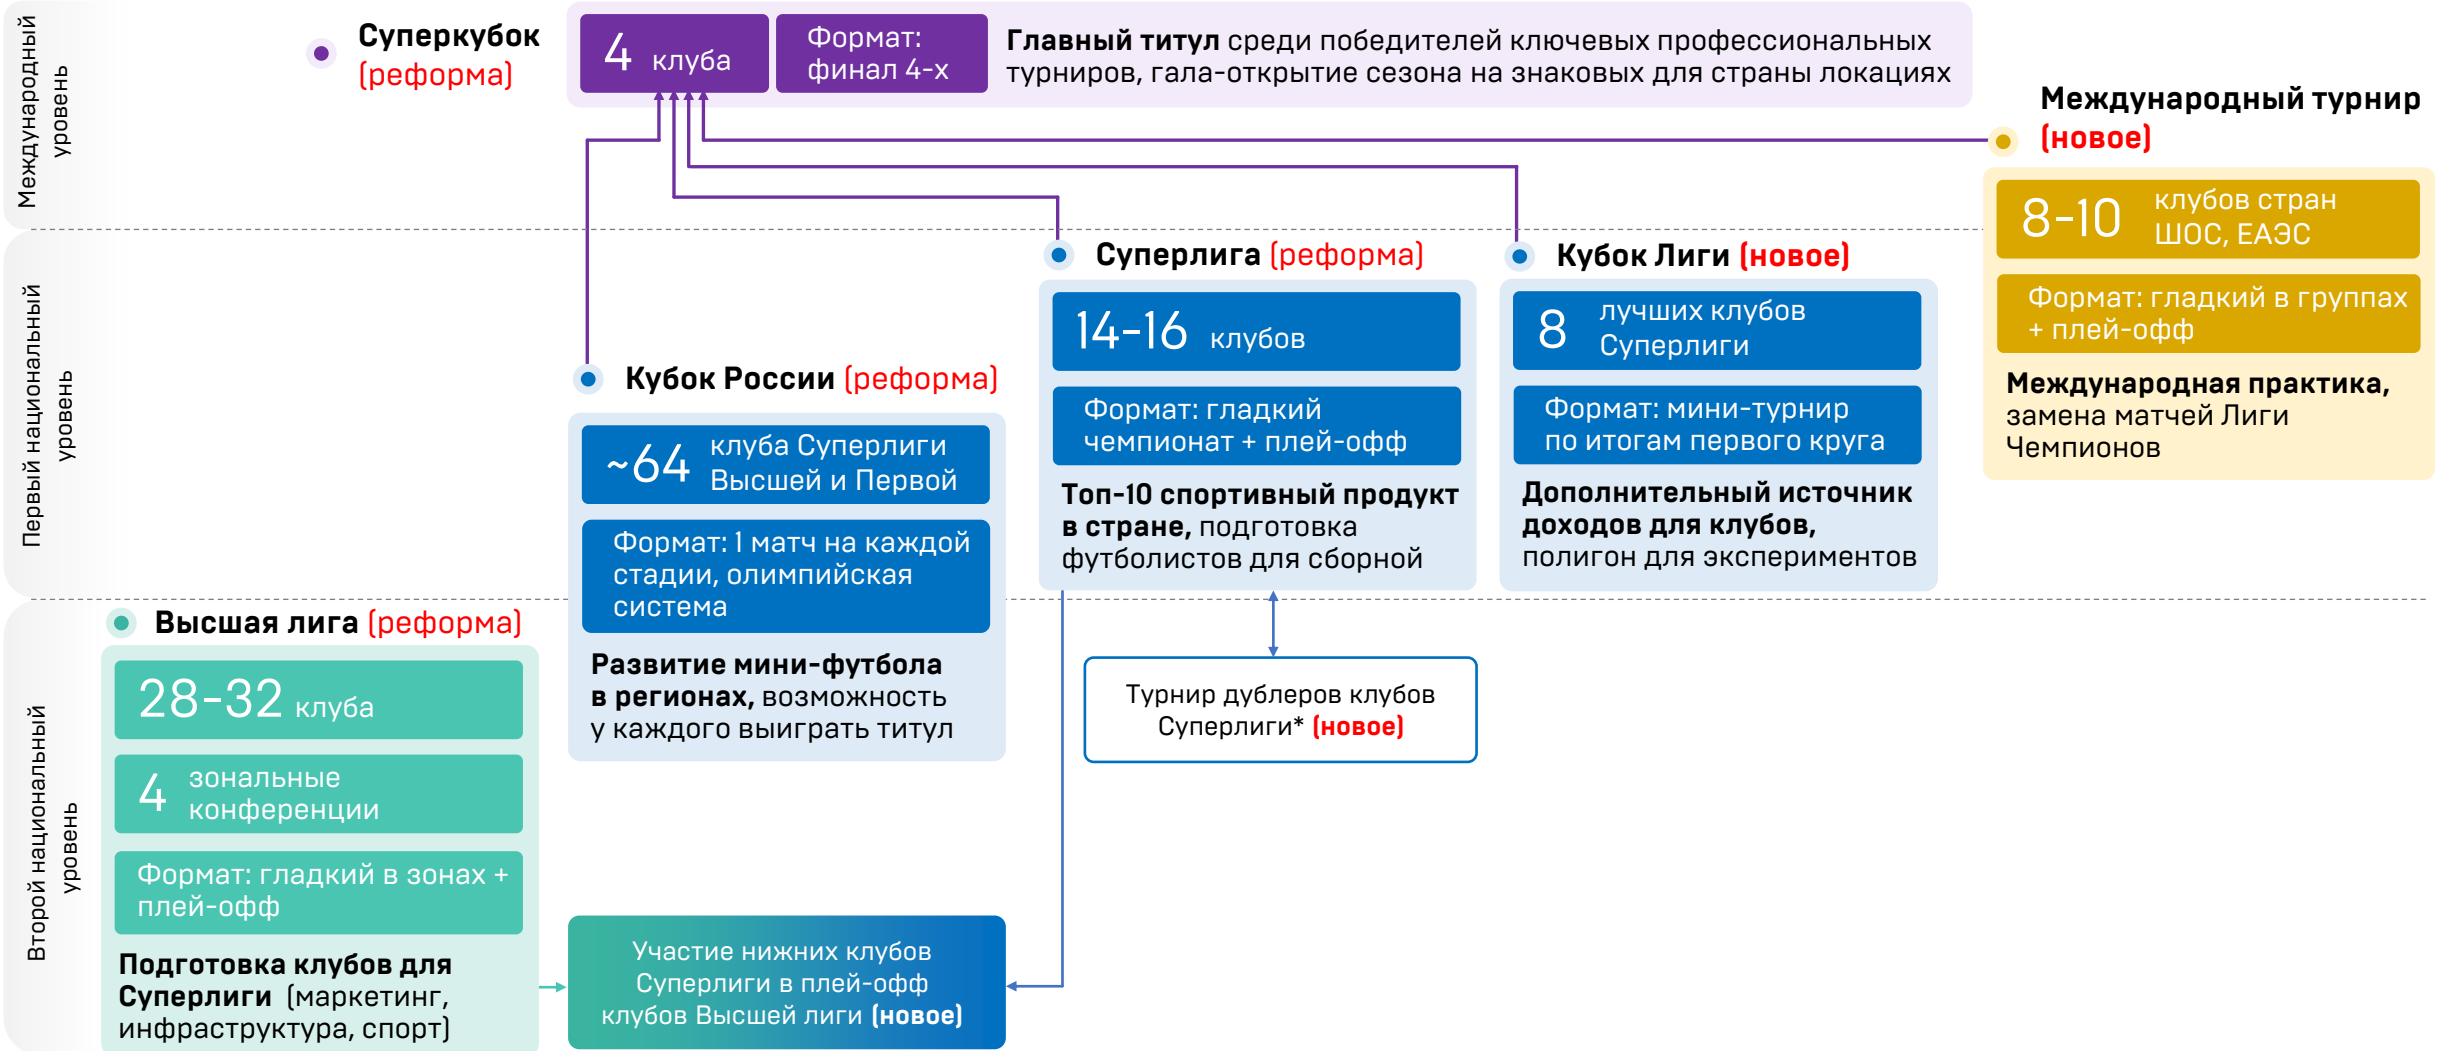 Международный
уровень
Суперкубок
(реформа)
4 клуба
Формат:
финал 4-х
Главный титул среди победителей ключевых профессиональных
турниров, гала-открытие сезона на знаковых для страны локациях
Международный турнир
(новое)
8-10 клубов стран
ШОС, ЕАЭС
Формат: гладкий в группах
+ плей-офф
Международная практика,
замена матчей Лиги
Чемпионов
Первый национальный
уровень
Кубок России (реформа)
~64 клуба Суперлиги
Высшей и Первой
Формат: 1 матч на каждой
стадии, олимпийская
система
Развитие мини-футбола
в регионах, возможность
у каждого выиграть титул
Суперлига (реформа)
14-16 клубов
Формат: гладкий
чемпионат + плей-офф
Топ-10 спортивный продукт
в стране, подготовка
футболистов для сборной
Кубок Лиги (новое)
8 лучших клубов
Суперлиги
Формат: мини-турнир
по итогам первого круга
Дополнительный источник
доходов для клубов,
полигон для экспериментов
Второй национальный
уровень
Высшая лига (реформа)
28-32 клуба
4 зональные
конференции
Формат: гладкий в зонах +
плей-офф
Подготовка клубов для
Суперлиги (маркетинг,
инфраструктура, спорт)
Участие нижних клубов
Суперлиги в плей-офф
клубов Высшей лиги (новое)
Турнир дублеров клубов
Суперлиги* (новое)